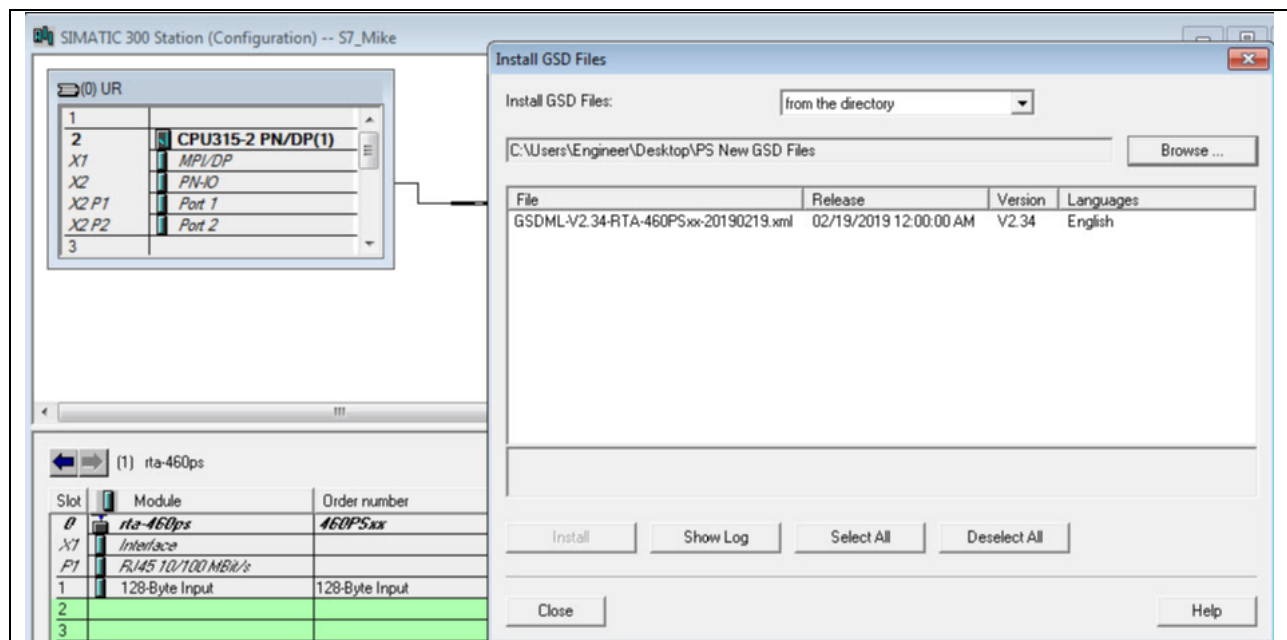 SIMATIC 300 Station (Configuration) -- S7_Mike
(0) UR
1
2 CPU315-2 PN/DP(1)
X1 MPI/DP
X2 PN-IO
X2 P1 Port 1
X2 P2 Port 2
3
(1) rta-460ps
Slot Module Order number
0 rta-460ps 460PSxx
X1 Interface
P1 RJ45 10/100 MBit/s
1 128-Byte Input 128-Byte Input
2
3
Install GSD Files
Install GSD Files: from the directory
C:\Users\Engineer\Desktop\PS New GSD Files Browse ...
File Release Version Languages
GSDML-V2.34-RTA-460PSxx-20190219.xml 02/19/2019 12:00:00 AM V2.34 English
Install Show Log Select All Deselect All
Close Help